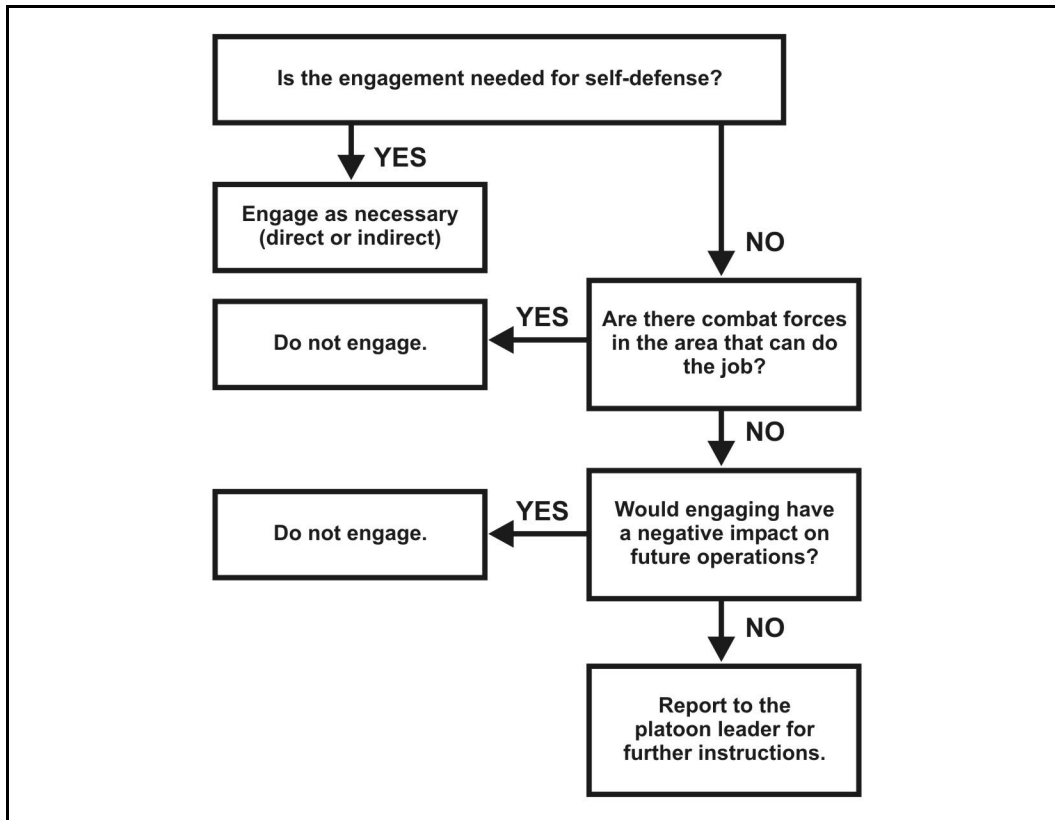 Is the engagement needed for self-defense?
YES
Engage as necessary
(direct or indirect)
NO
Are there combat forces
in the area that can do
the job?
YES
Do not engage.
NO
Would engaging have
a negative impact on
future operations?
YES
Do not engage.
NO
Report to the
platoon leader for
further instructions.